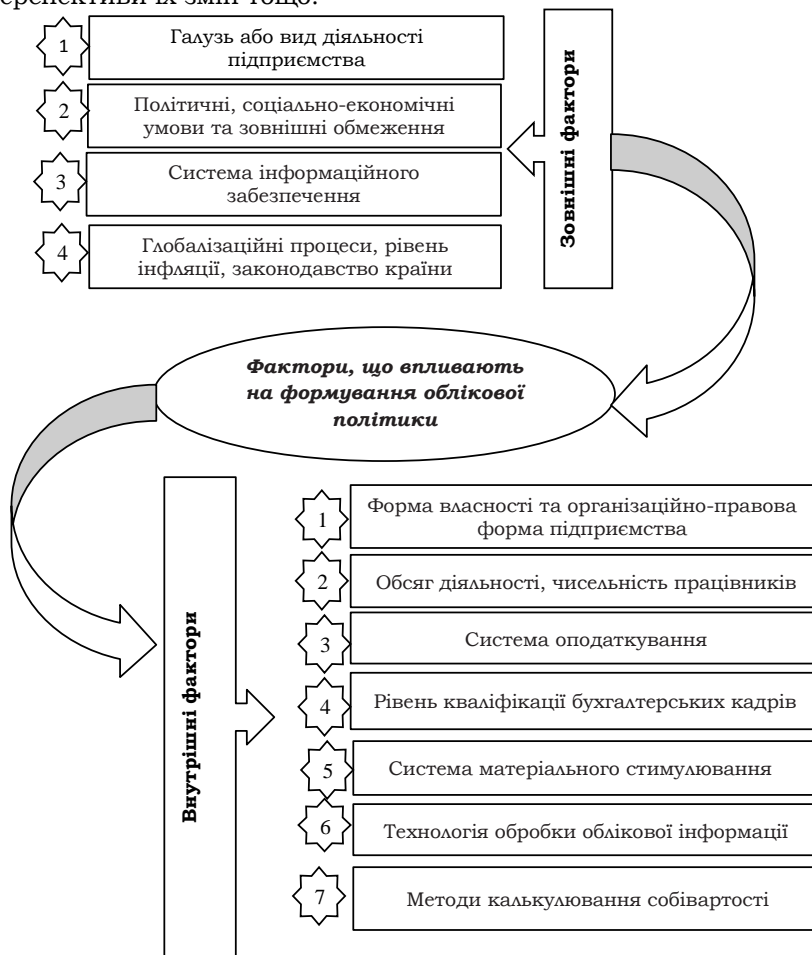 ерспективи їх змін тощо.
1
Галузь або вид діяльності
підприємства
2
Політичні, соціально-економічні
умови та зовнішні обмеження
3
Система інформаційного
забезпечення
4
Глобалізаційні процеси, рівень
інфляції, законодавство країни
Зовнішні фактори
Фактори, що впливають
на формування облікової
політики
Внутрішні фактори
1
Форма власності та організаційно-правова
форма підприємства
2
Обсяг діяльності, чисельність працівників
3
Система оподаткування
4
Рівень кваліфікації бухгалтерських кадрів
5
Система матеріального стимулювання
6
Технологія обробки облікової інформації
7
Методи калькулювання собівартості